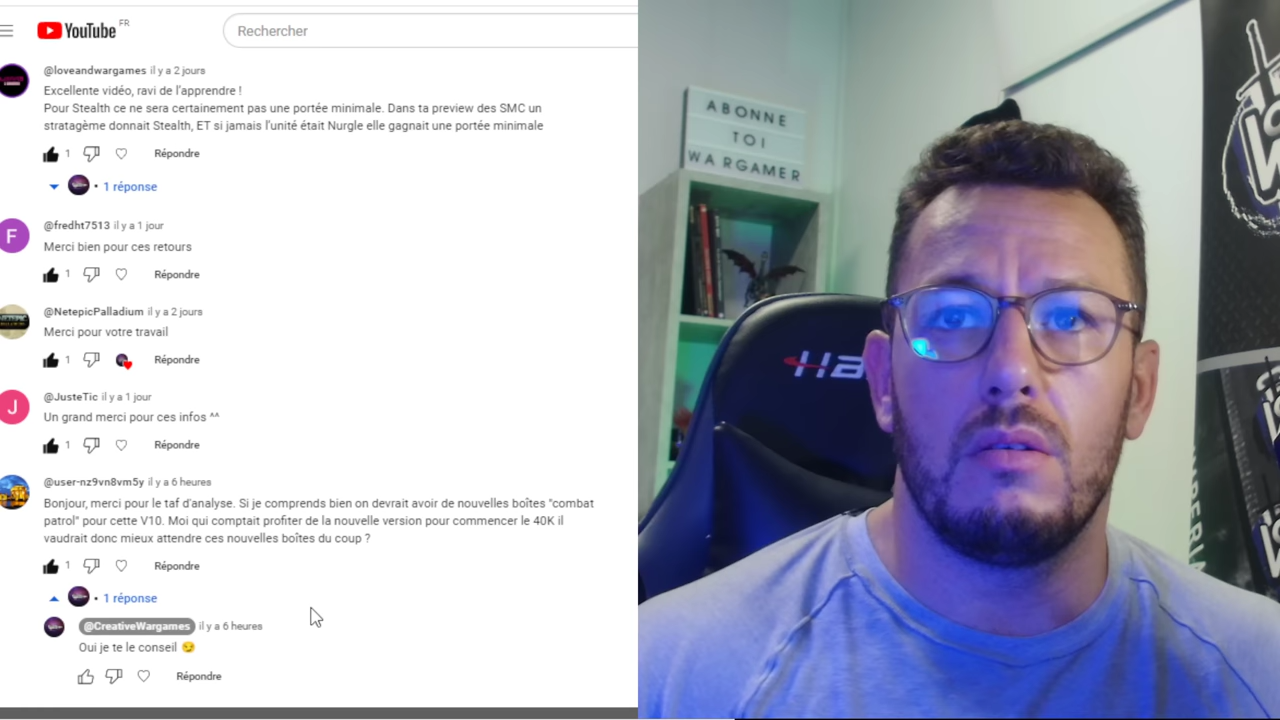 YouTube FR
Rechercher
@loveandwargames il y a 2 jours
Excellente vidéo, ravi de l'apprendre !
Pour Stealth ce ne sera certainement pas une portée minimale. Dans ta preview des SMC un
stratagème donnait Stealth, ET si jamais l'unité était Nurgle elle gagnait une portée minimale
1 Répondre
1 réponse
F
@fredht7513 il y a 1 jour
Merci bien pour ces retours
1 Répondre
@NetepicPalladium il y a 2 jours
Merci pour votre travail
1 Répondre
J
@JusteTic il y a 1 jour
Un grand merci pour ces infos ^^
1 Répondre
@user-nz9vn8vm5y il y a 6 heures
Bonjour, merci pour le taf d'analyse. Si je comprends bien on devrait avoir de nouvelles boîtes "combat
patrol" pour cette V10. Moi qui comptait profiter de la nouvelle version pour commencer le 40K il
vaudrait donc mieux attendre ces nouvelles boîtes du coup ?
1 Répondre
1 réponse
@CreativeWargames il y a 6 heures
Oui je te le conseil 😏
Répondre
ABONNE
TOI
WARGAMER